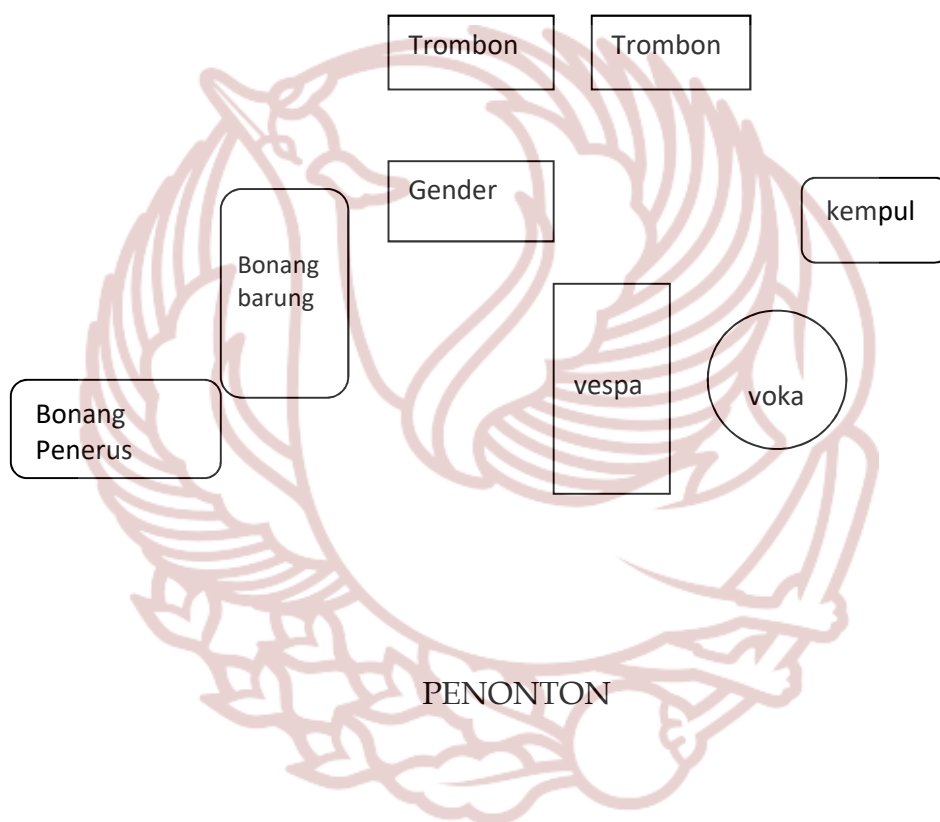 Trombon
Trombon
Gender
kempul
Bonang
barung
vespa
voka
Bonang
Penerus
PENONTON